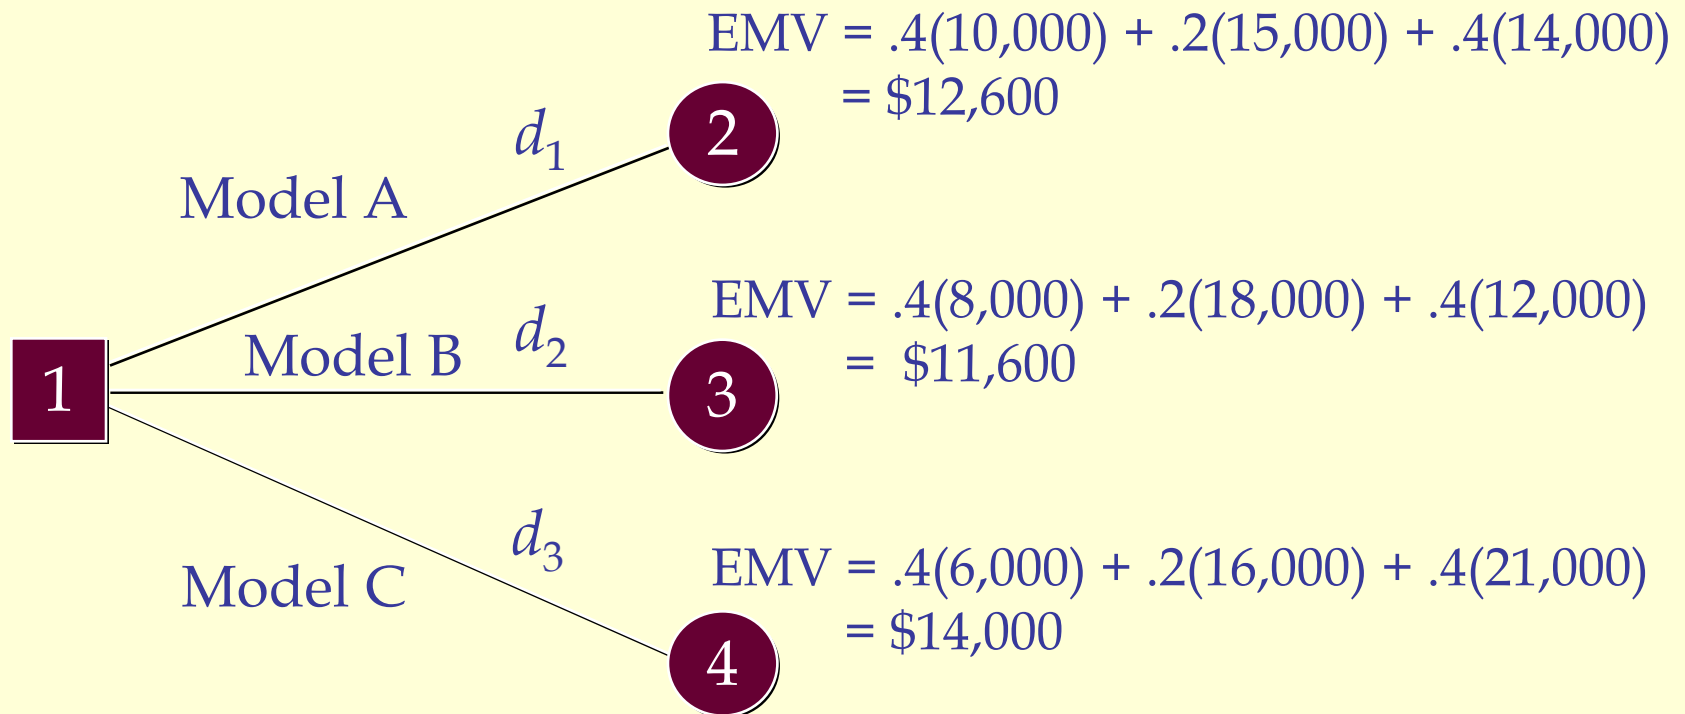 EMV = .4(10,000) + .2(15,000) + .4(14,000)
= $12,600
2
d1
Model A
EMV = .4(8,000) + .2(18,000) + .4(12,000)
= $11,600
d2
Model B
1
3
d3
EMV = .4(6,000) + .2(16,000) + .4(21,000)
= $14,000
Model C
4